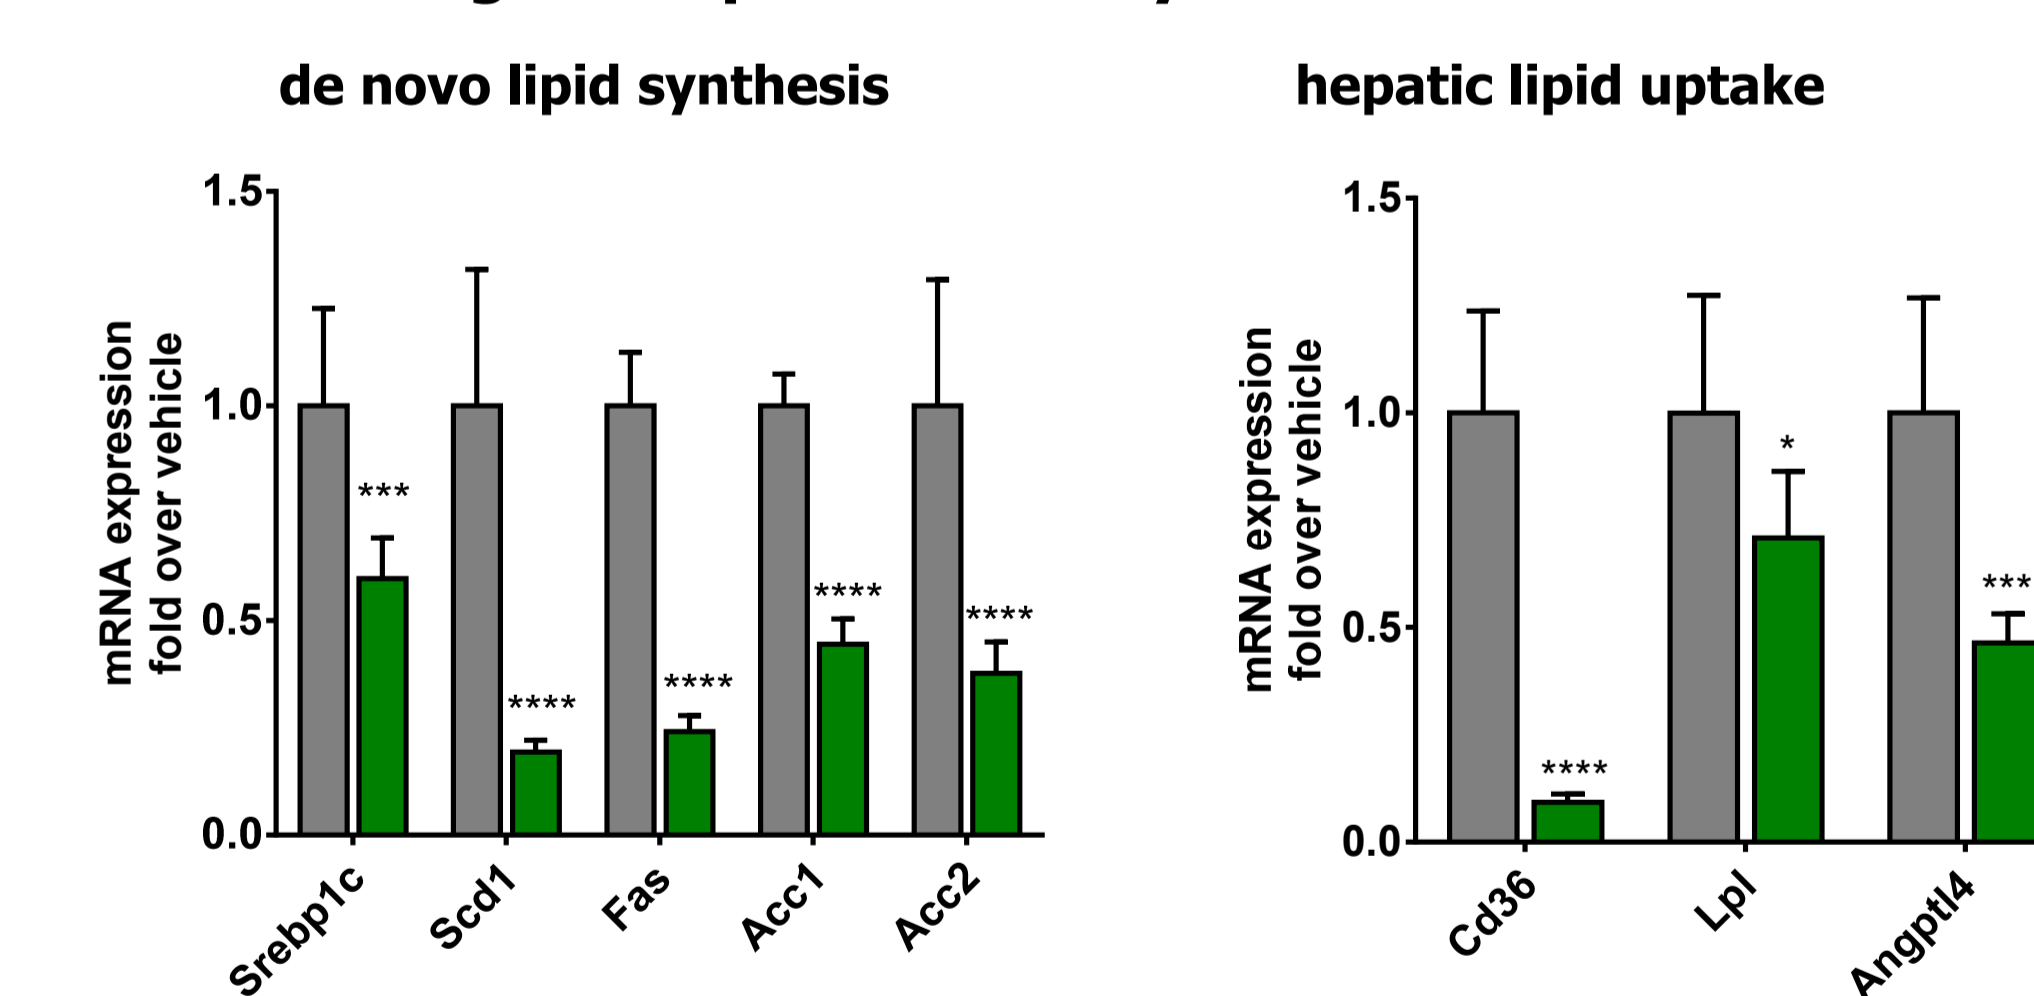 de novo lipid synthesis
mRNA expression
fold over vehicle
1.5
1.0
0.5
0.0
***
****
****
****
****
Srebp1c
Scd1
Fas
Acc1
Acc2
hepatic lipid uptake
mRNA expression
fold over vehicle
1.5
1.0
0.5
0.0
****
*
***
Cd36
Lpl
Angptl4